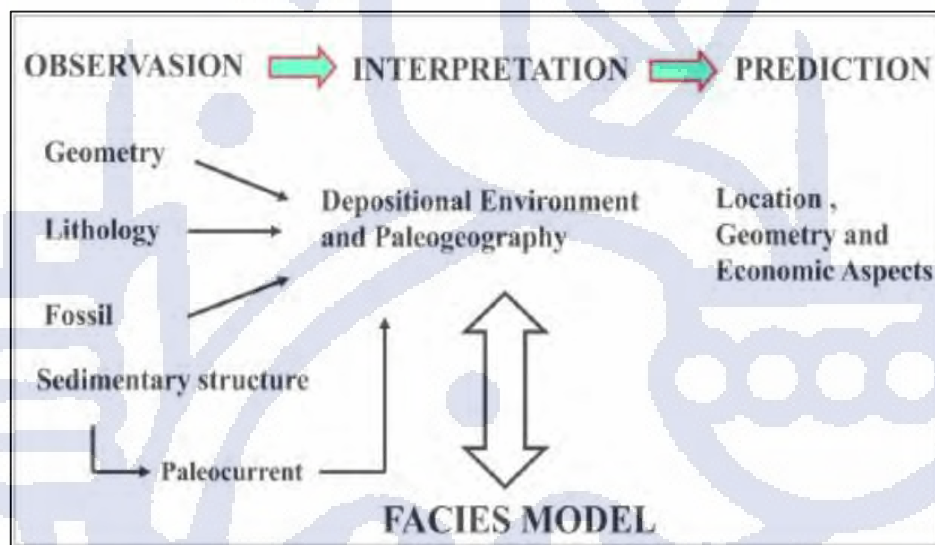 OBSERVASION INTERPRETATION PREDICTION
Geometry
Lithology
Fossil
Sedimentary structure
Paleocurrent
Depositional Environment
and Paleogeography
Location ,
Geometry and
Economic Aspects
FACIES MODEL